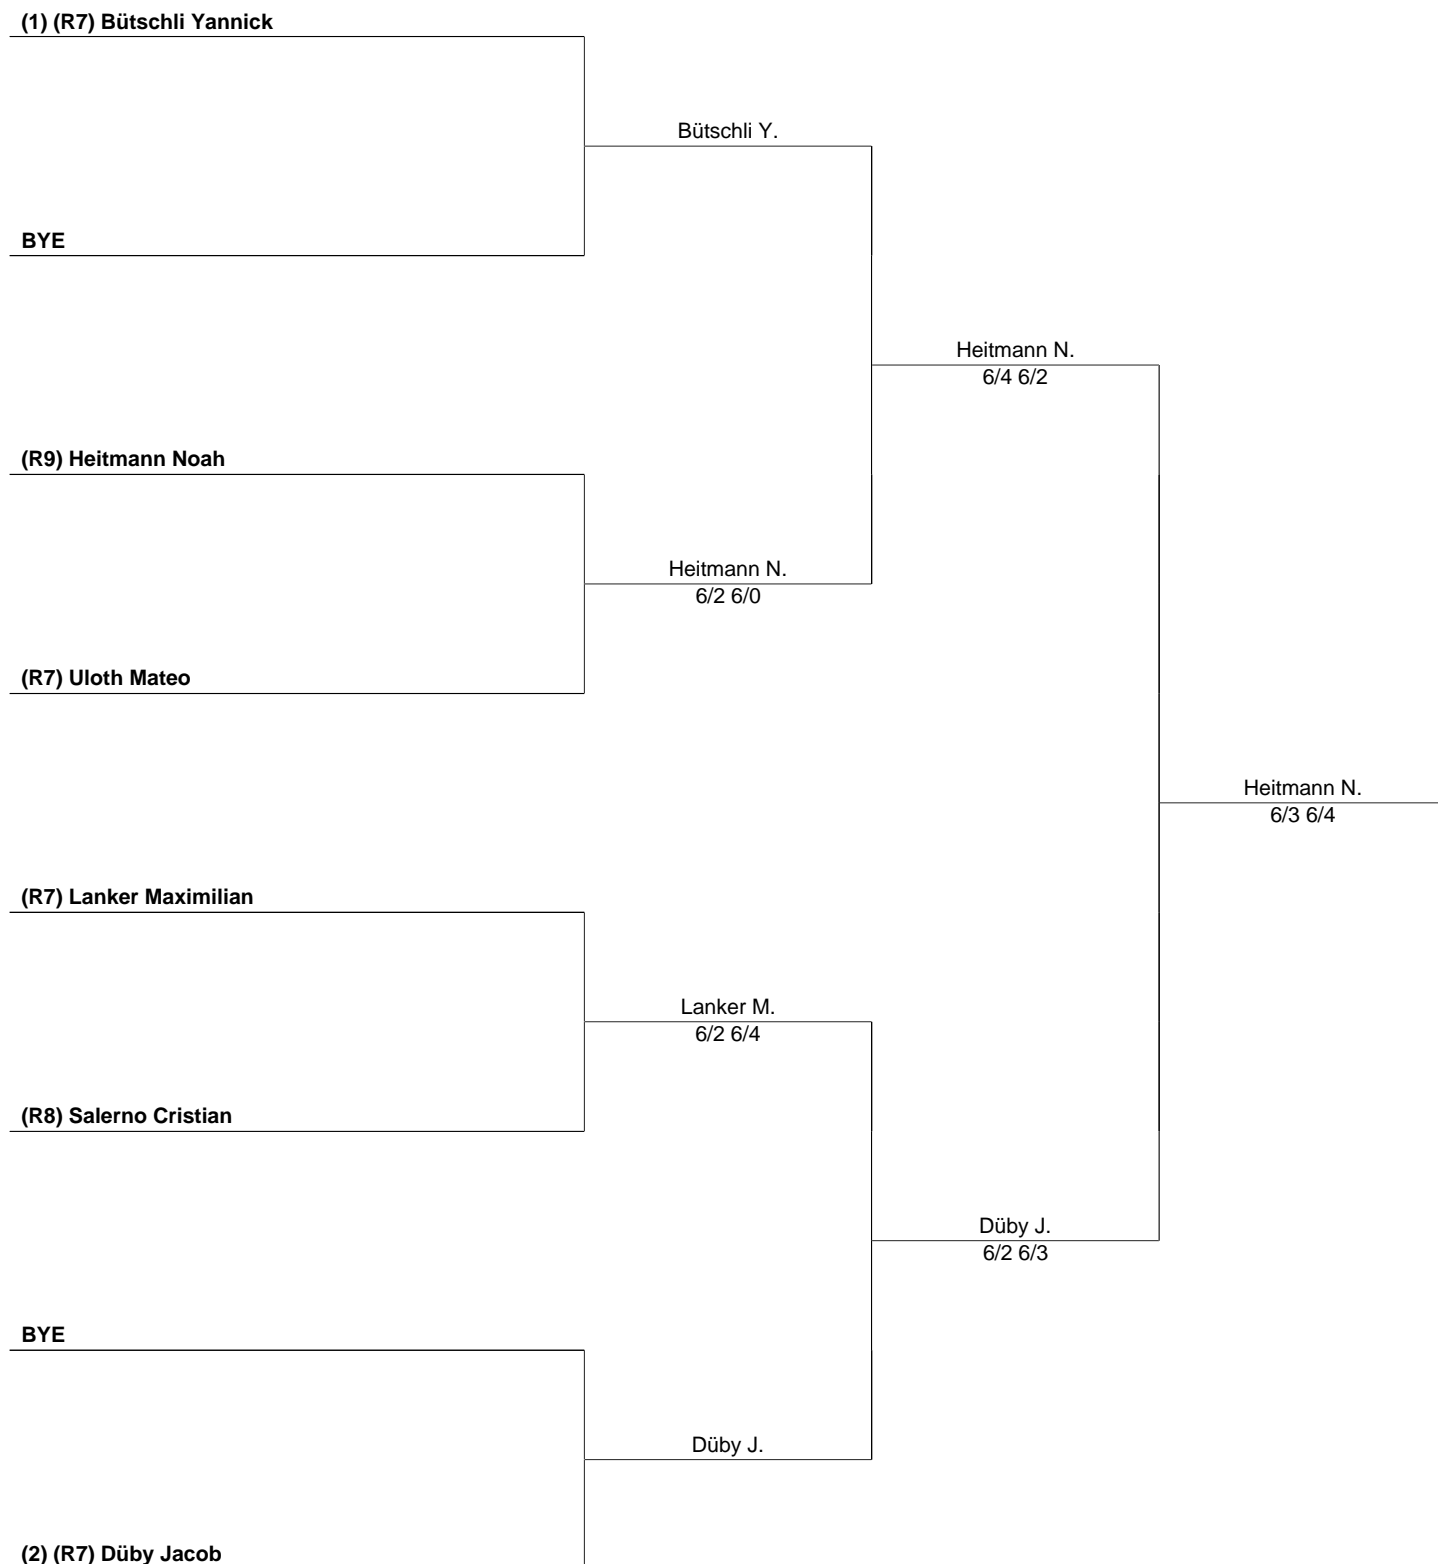 (1) (R7) Bütschli Yannick
Bütschli Y.
BYE
Heitmann N.
6/4 6/2
(R9) Heitmann Noah
Heitmann N.
6/2 6/0
(R7) Uloth Mateo
Heitmann N.
6/3 6/4
(R7) Lanker Maximilian
Lanker M.
6/2 6/4
(R8) Salerno Cristian
Düby J.
6/2 6/3
BYE
Düby J.
(2) (R7) Düby Jacob